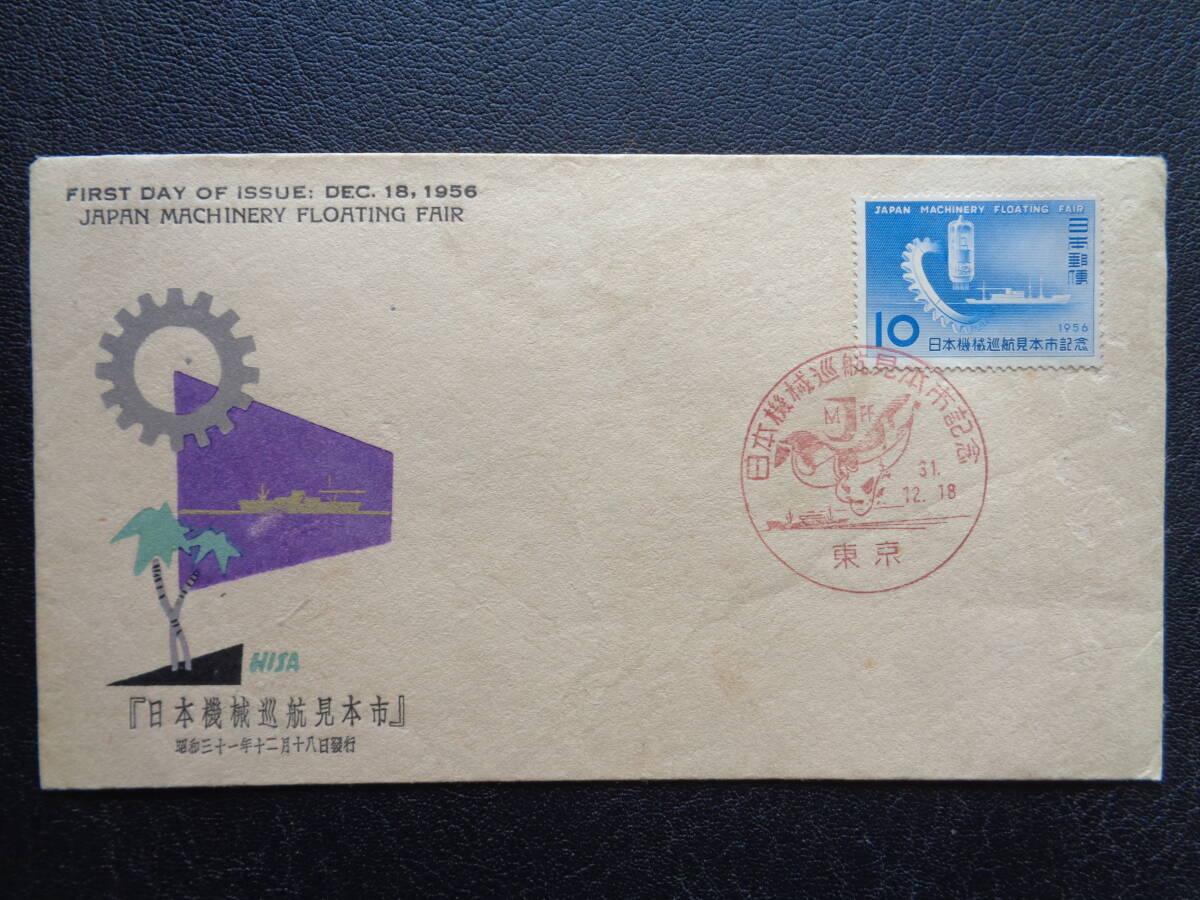 FIRST DAY OF ISSUE: DEC. 18, 1956
JAPAN MACHINERY FLOATING FAIR
JAPAN MACHINERY FLOATING FAIR
日本郵便
1956
10
日本機械巡航見本市記念
日本機械巡航見本市記念
M J FF
31.
12. 18
東京
HISA
『日本機械巡航見本市』
昭和三十一年十二月十八日發行